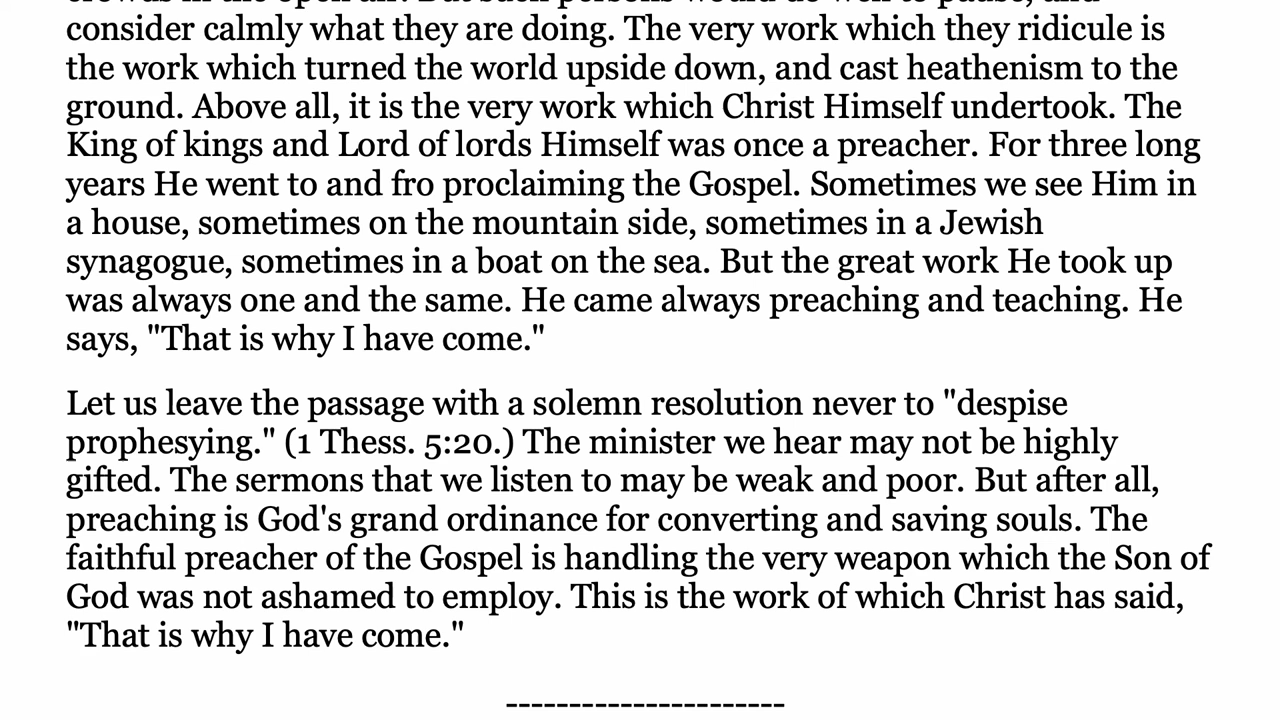 consider calmly what they are doing. The very work which they ridicule is
the work which turned the world upside down, and cast heathenism to the
ground. Above all, it is the very work which Christ Himself undertook. The
King of kings and Lord of lords Himself was once a preacher. For three long
years He went to and fro proclaiming the Gospel. Sometimes we see Him in
a house, sometimes on the mountain side, sometimes in a Jewish
synagogue, sometimes in a boat on the sea. But the great work He took up
was always one and the same. He came always preaching and teaching. He
says, "That is why I have come."
Let us leave the passage with a solemn resolution never to "despise
prophesying." (1 Thess. 5:20.) The minister we hear may not be highly
gifted. The sermons that we listen to may be weak and poor. But after all,
preaching is God's grand ordinance for converting and saving souls. The
faithful preacher of the Gospel is handling the very weapon which the Son of
God was not ashamed to employ. This is the work of which Christ has said,
"That is why I have come."
----------------------